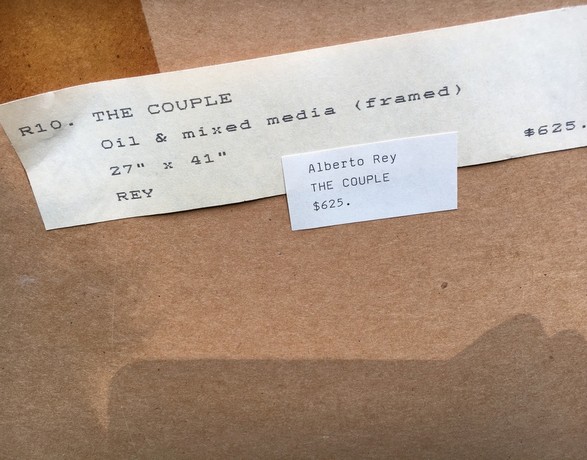 R10. THE COUPLE
Oil & mixed media (framed)
27" x 41"
$625.
REY
Alberto Rey
THE COUPLE
$625.